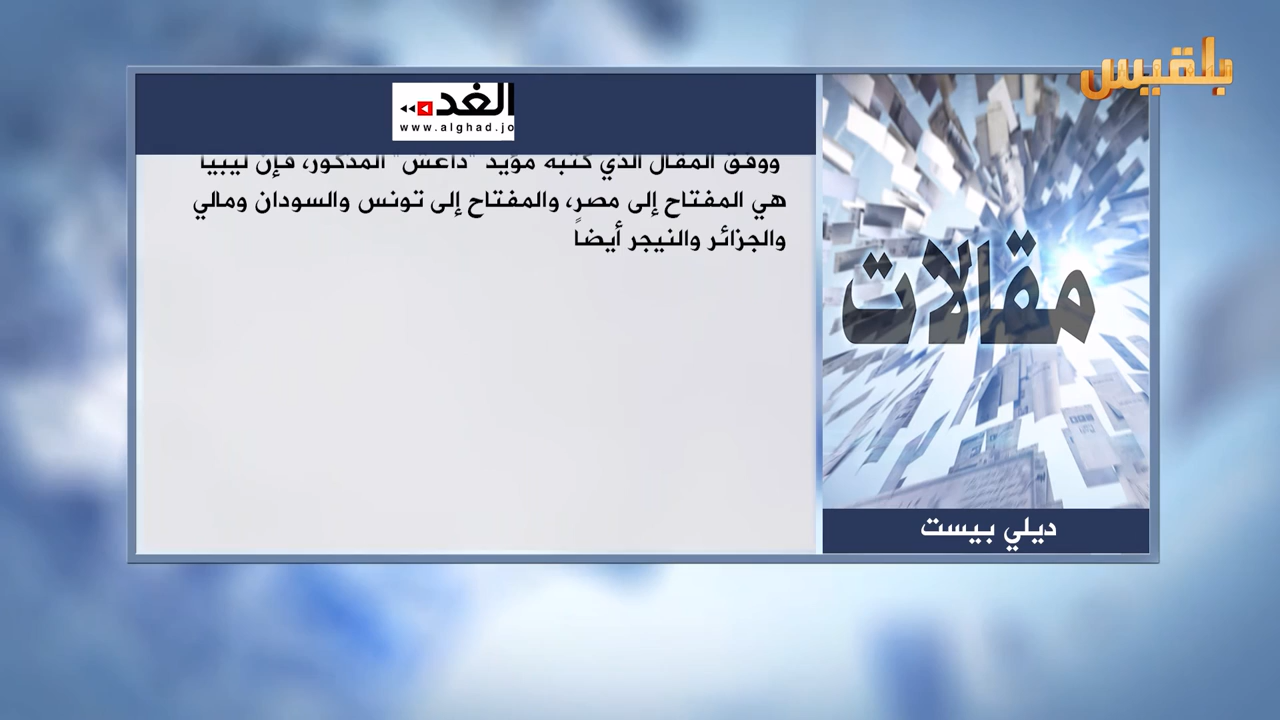 بلقيس
الغد
www.alghad.jo
ووفق المقال الذي كتبه مؤيد "داعش" المذكور، فإن ليبيا
هي المفتاح إلى مصر، والمفتاح إلى تونس والسودان ومالي
والجزائر والنيجر أيضاً
مقالات
ديلي بيست